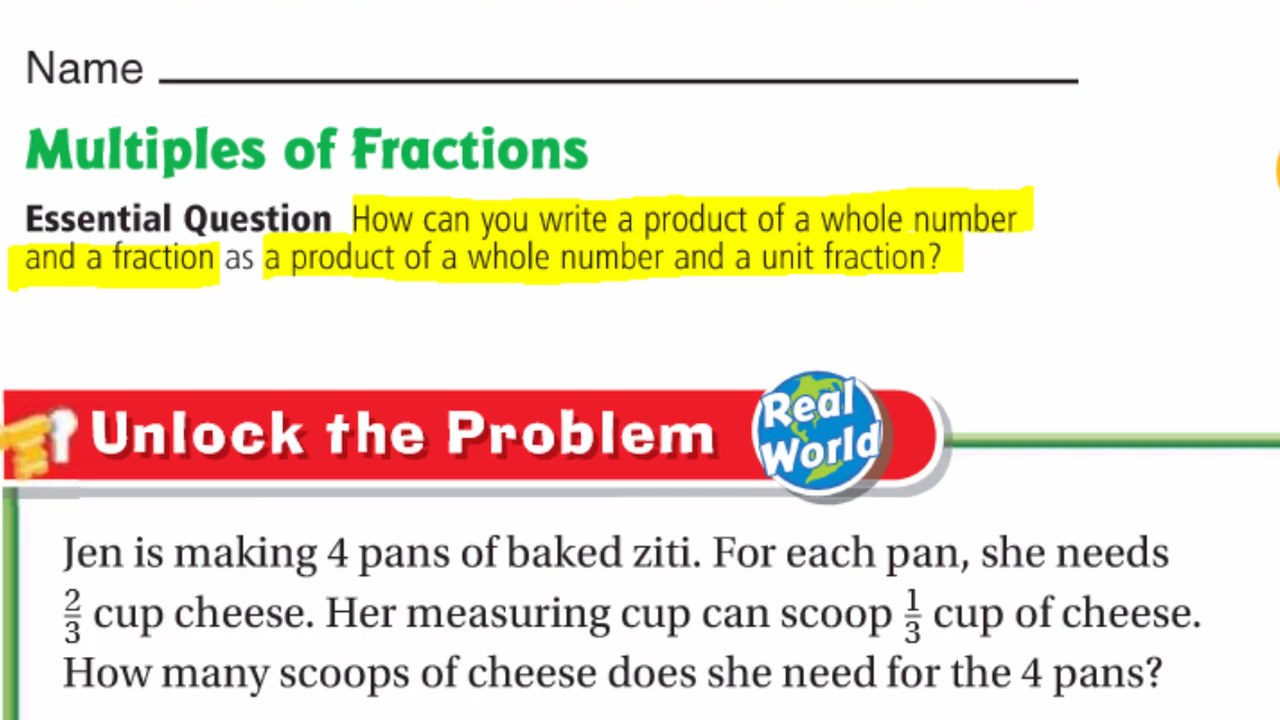 Name
Multiples of Fractions
Essential Question How can you write a product of a whole number
and a fraction as a product of a whole number and a unit fraction?
Unlock the Problem
Real
World
Jen is making 4 pans of baked ziti. For each pan, she needs
2/3 cup cheese. Her measuring cup can scoop 1/3 cup of cheese.
How many scoops of cheese does she need for the 4 pans?